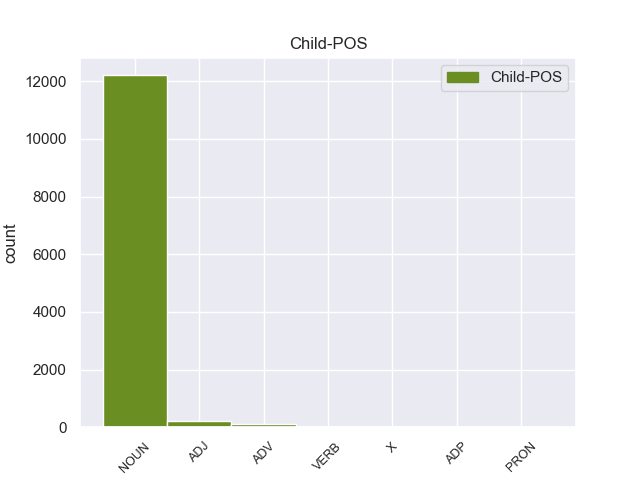 Child-POS
Child-POS
count
12000
10000
8000
6000
4000
2000
0
NOUN
ADJ
ADV
VERB
X
ADP
PRON